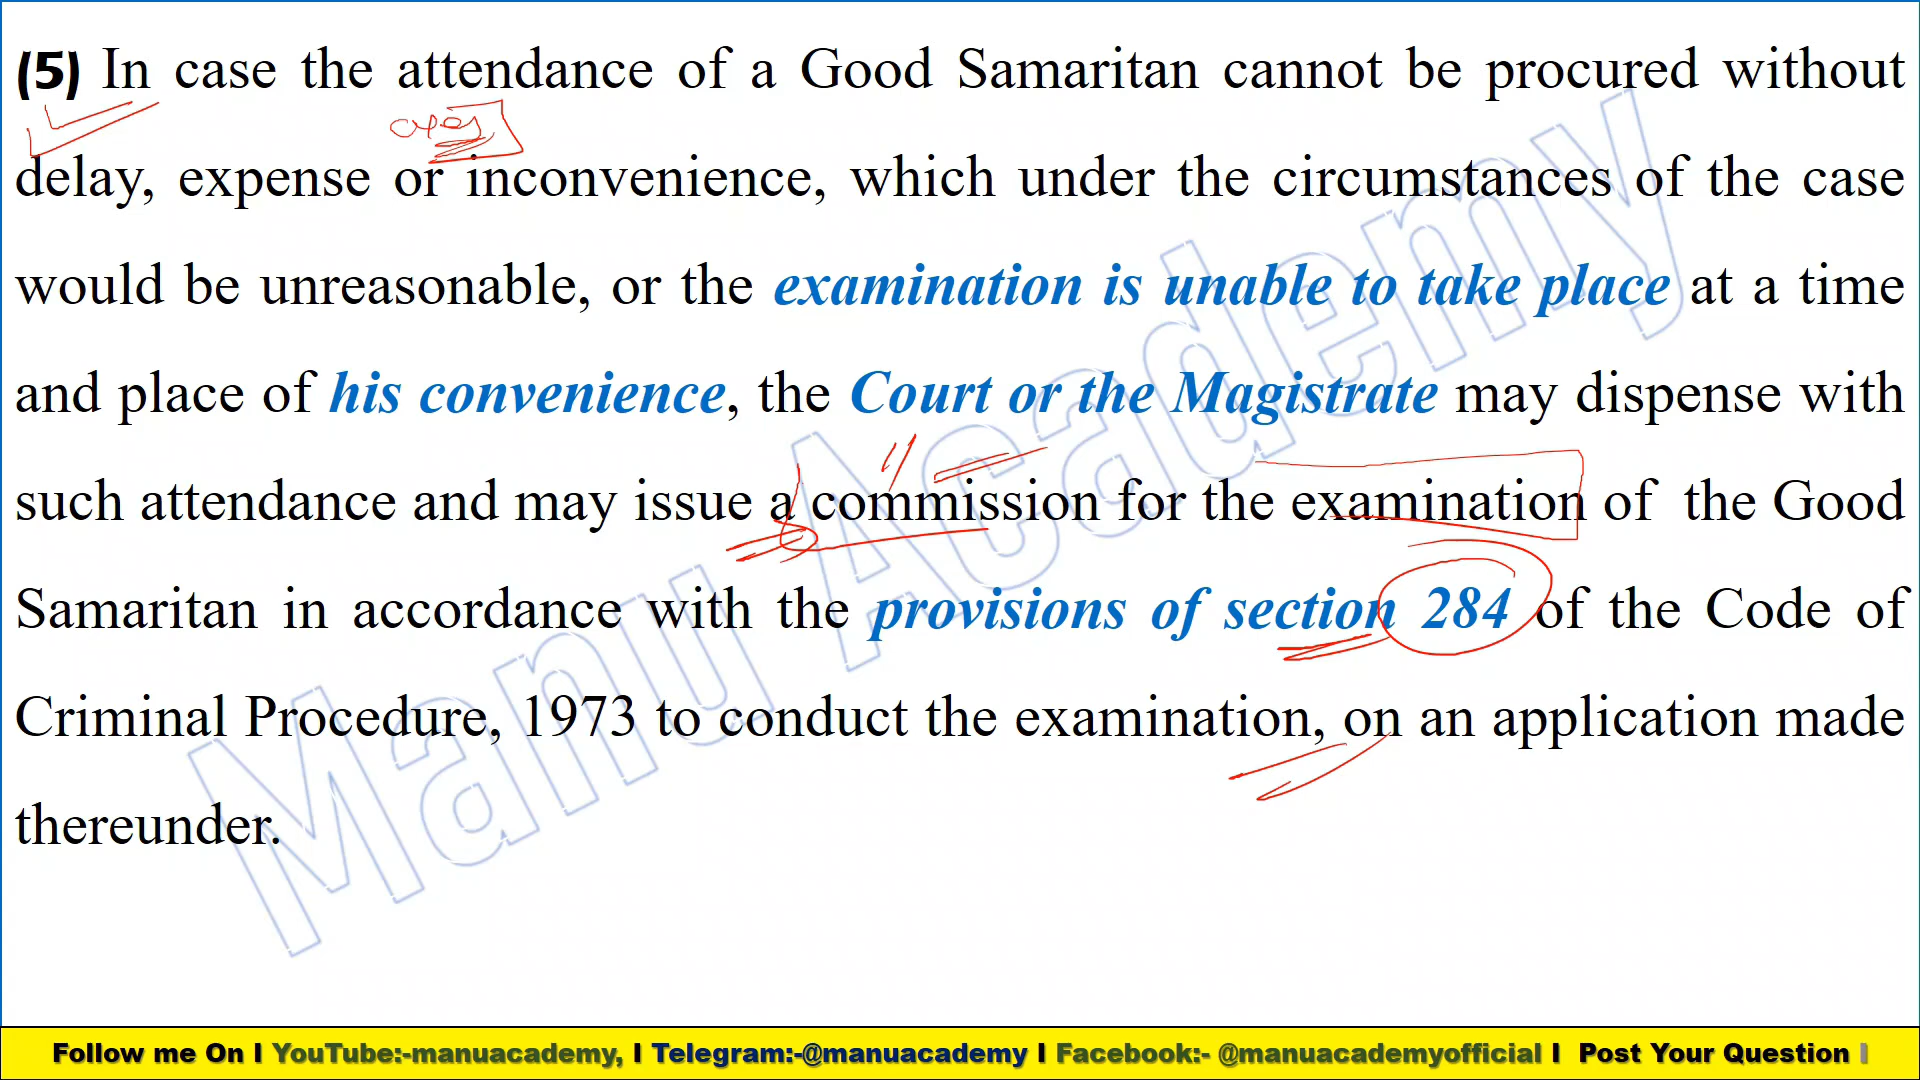 (5) In case the attendance of a Good Samaritan cannot be procured without
delay, expense or inconvenience, which under the circumstances of the case
would be unreasonable, or the examination is unable to take place at a time
and place of his convenience, the Court or the Magistrate may dispense with
such attendance and may issue a commission for the examination of the Good
Samaritan in accordance with the provisions of section 284 of the Code of
Criminal Procedure, 1973 to conduct the examination, on an application made
thereunder.
Manu Academy
Follow me On I YouTube:-manuacademy, I Telegram:-@manuacademy I Facebook:- @manuacademyofficial I Post Your Question I